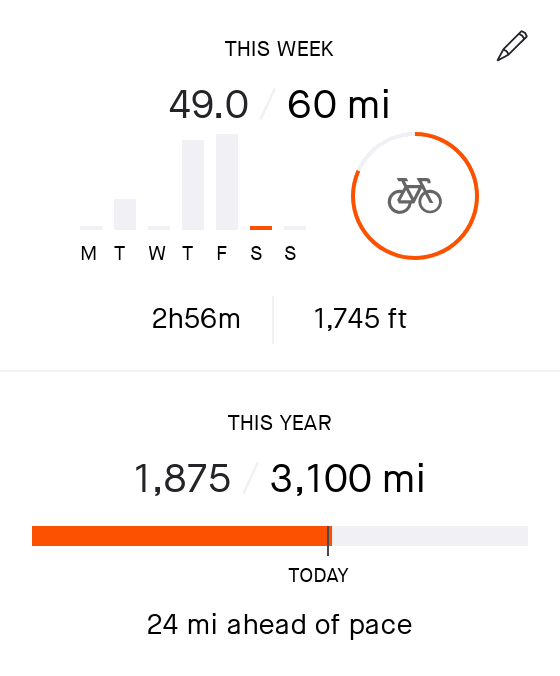 THIS WEEK
49.0 / 60 mi
M T W T F S S
2h56m 1,745 ft
THIS YEAR
1,875 / 3,100 mi
TODAY
24 mi ahead of pace